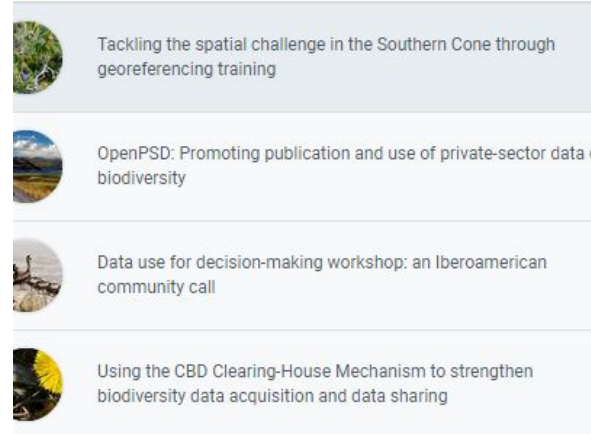 Tackling the spatial challenge in the Southern Cone through
georeferencing training
OpenPSD: Promoting publication and use of private-sector data
biodiversity
Data use for decision-making workshop: an Iberoamerican
community call
Using the CBD Clearing-House Mechanism to strengthen
biodiversity data acquisition and data sharing